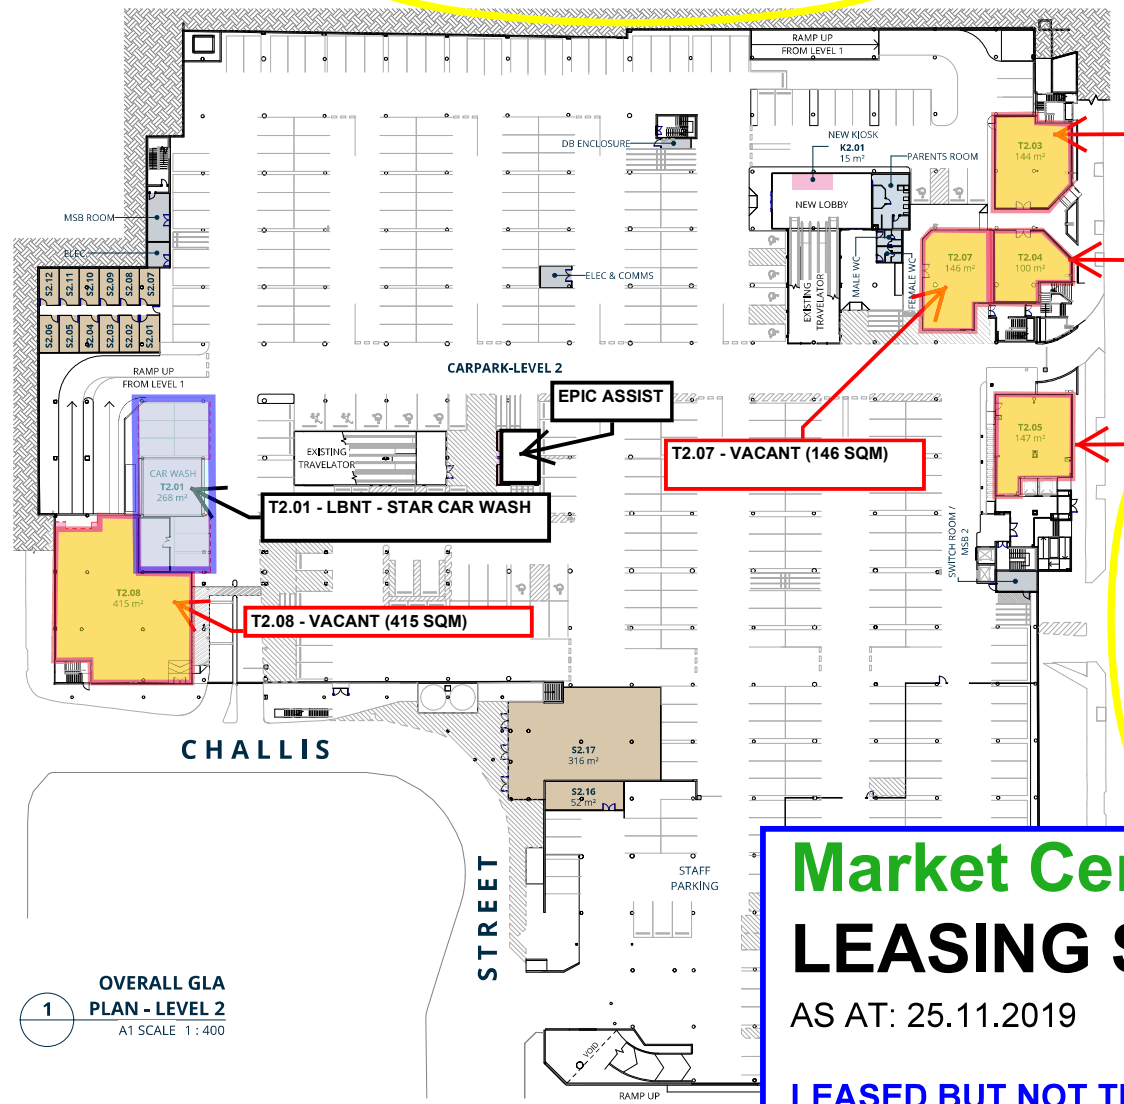 RAMP UP
FROM LEVEL 1
DB ENCLOSURE
NEW KIOSK
K2.01
15 m²
PARENTS ROOM
T2.03
144 m²
NEW LOBBY
MSB ROOM
ELEC
ELEC & COMMS
EXISTING
TRAVELATOR
MALE WC
FEMALE WC
T2.07
146 m²
T2.04
100 m²
S2.12
S2.11
S2.10
S2.09
S2.08
S2.07
S2.06
S2.05
S2.04
S2.03
S2.02
S2.01
RAMP UP
FROM LEVEL 1
CARPARK-LEVEL 2
EPIC ASSIST
T2.05
147 m²
EXISTING
TRAVELATOR
T2.07 - VACANT (146 SQM)
CAR WASH
T2.01
268 m²
T2.01 - LBNT - STAR CAR WASH
SWITCH ROOM /
MSB 2
T2.08
415 m²
T2.08 - VACANT (415 SQM)
CHALLIS
STREET
S2.17
316 m²
S2.16
52 m²
STAFF
PARKING
Market Cer
LEASING S
AS AT: 25.11.2019
LEASED BUT NOT TI
1
OVERALL GLA
PLAN - LEVEL 2
A1 SCALE 1 : 400
VOID
RAMP UP